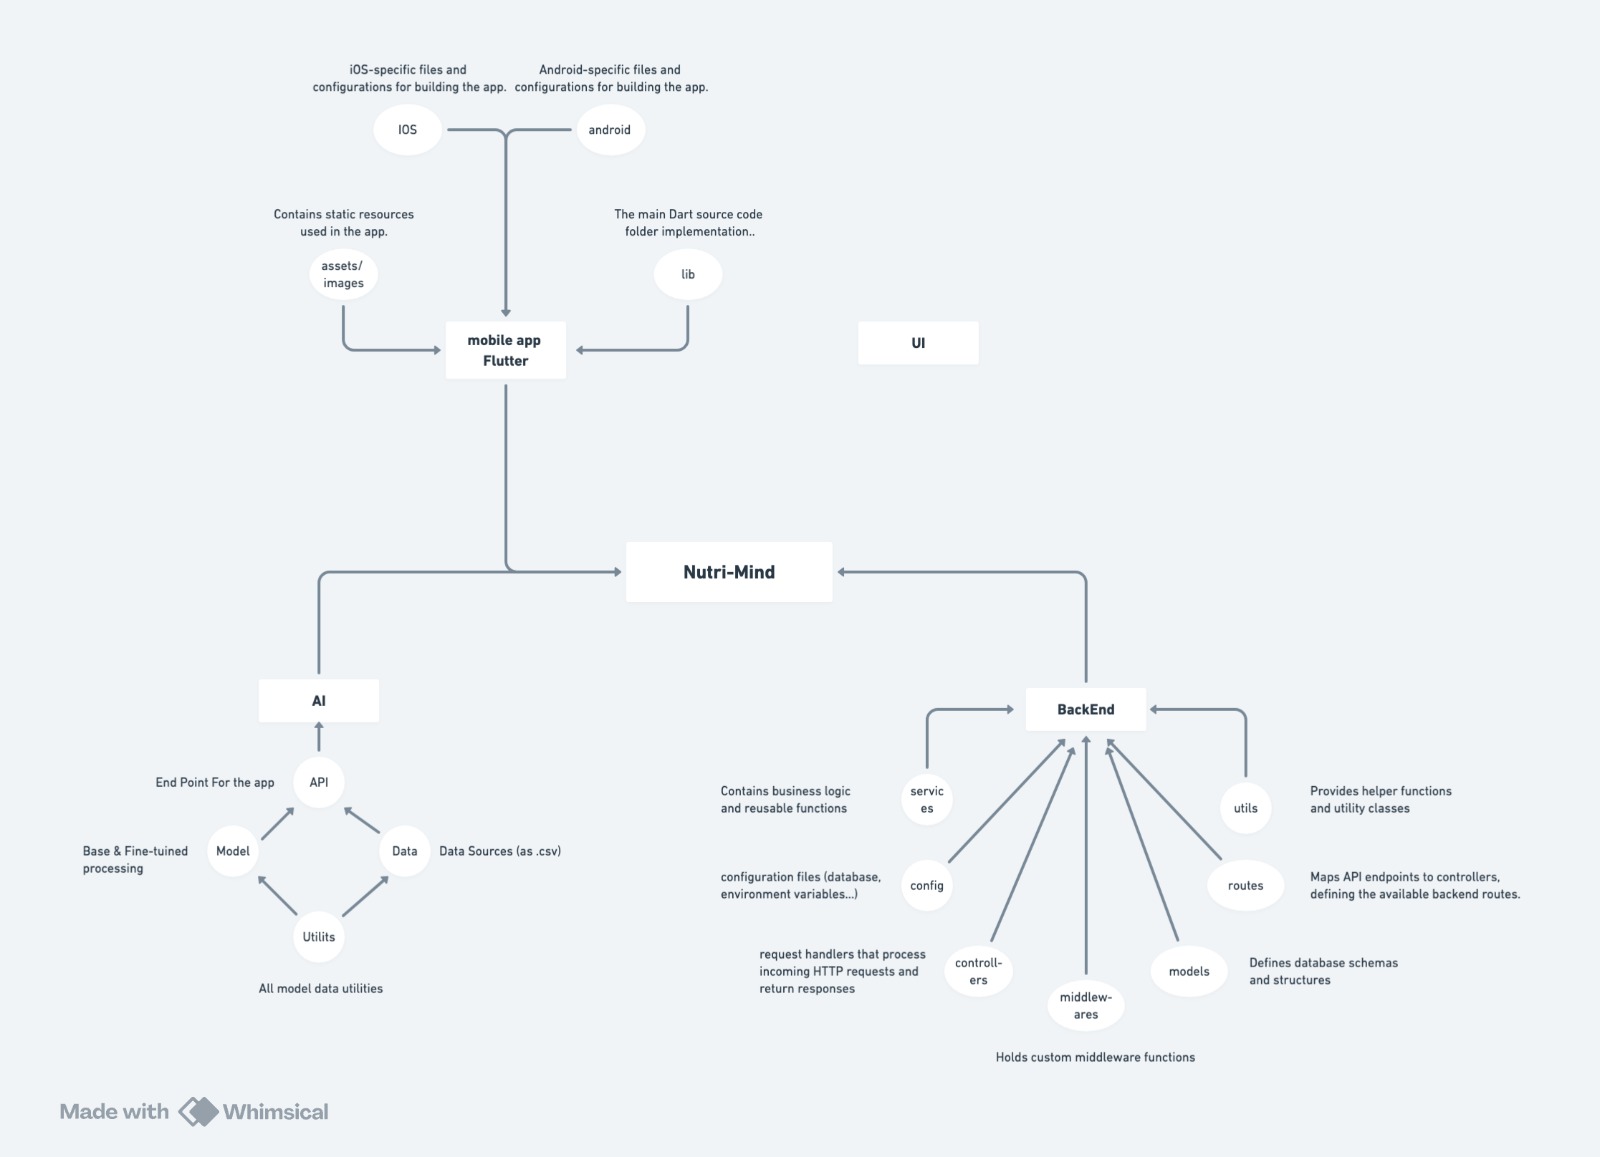 iOS-specific files and
configurations for building the app.
Android-specific files and
configurations for building the app.
IOS
android
Contains static resources
used in the app.
The main Dart source code
folder implementation..
assets/
images
lib
mobile app
Flutter
UI
Nutri-Mind
AI
BackEnd
End Point For the app
API
Base & Fine-tuined
processing
Model
Data
Data Sources (as .csv)
Utilits
All model data utilities
Contains business logic
and reusable functions
servic
es
utils
Provides helper functions
and utility classes
configuration files (database,
environment variables...)
config
routes
Maps API endpoints to controllers,
defining the available backend routes.
request handlers that process
incoming HTTP requests and
return responses
controll-
ers
middlew-
ares
models
Defines database schemas
and structures
Holds custom middleware functions
Made with Whimsical